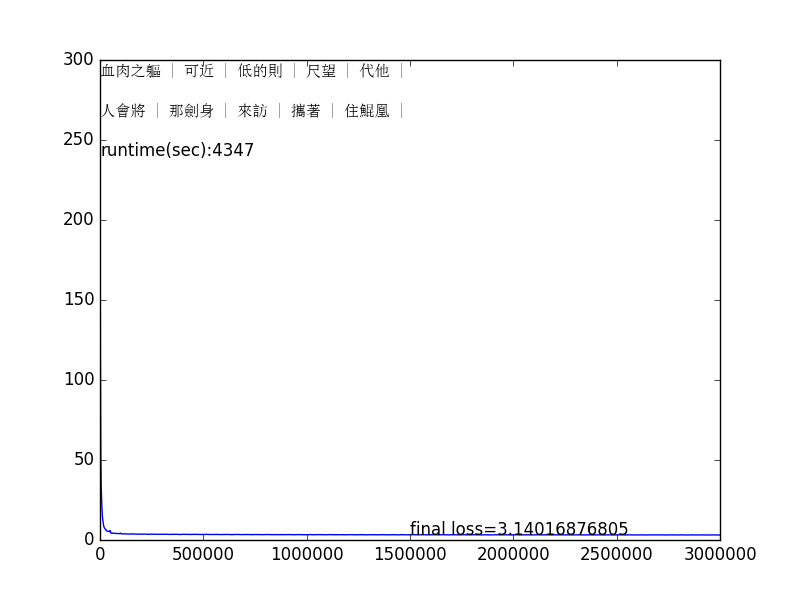 300
血肉之軀 | 可近 | 低的則 | 尺望 | 代他 |
人會將 | 那劍身 | 來訪 | 攜著 | 住鯤凰 |
250
runtime(sec):4347
200
150
100
50
final loss=3.14016876805
0
0 500000 1000000 1500000 2000000 2500000 3000000